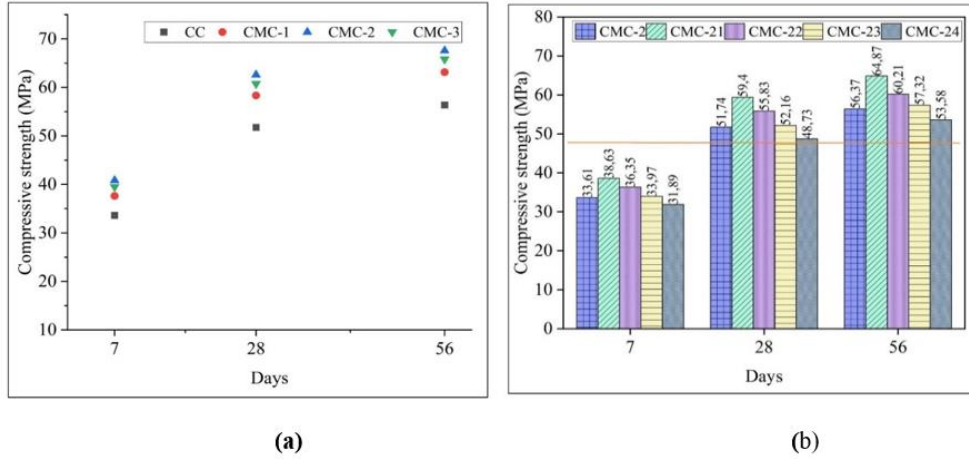 CC CMC-1 CMC-2 CMC-3
Compressive strength (MPa)
70
60
50
40
30
20
10
7 28 56
Days
(a)
CMC-2 CMC-21 CMC-22 CMC-23 CMC-24
Compressive strength (MPa)
80
70
60
50
40
30
20
10
0
33,61 38,63 36,35 33,97 31,89
51,74 59,4 55,83 52,16 48,73
56,37 64,87 60,21 57,32 53,58
7 28 56
Days
(b)